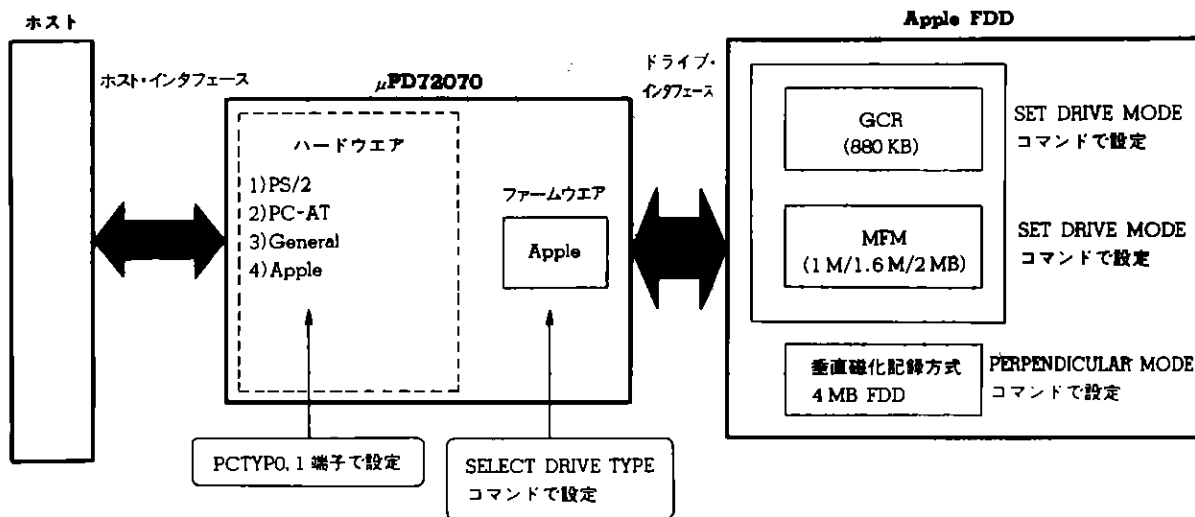 ホスト
ホスト・インタフェース
μPD72070
ハードウエア
1)PS/2
2)PC-AT
3)General
4)Apple
ファームウエア
Apple
PCTYP0, 1 端子で設定
SELECT DRIVE TYPE
コマンドで設定
ドライブ・
インタフェース
Apple FDD
GCR
(880 KB)
SET DRIVE MODE
コマンドで設定
MFM
(1 M/1.6 M/2 MB)
SET DRIVE MODE
コマンドで設定
垂直磁化記録方式
4 MB FDD
PERPENDICULAR MODE
コマンドで設定